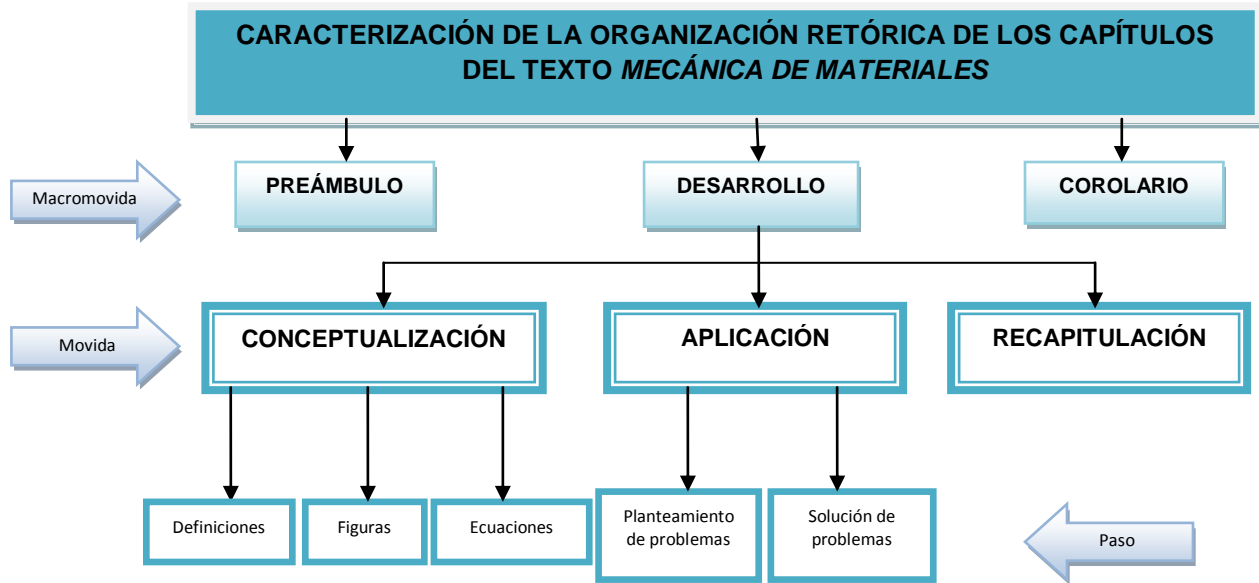 CARACTERIZACIÓN DE LA ORGANIZACIÓN RETÓRICA DE LOS CAPÍTULOS
DEL TEXTO MECÁNICA DE MATERIALES
Macromovida
PREÁMBULO
DESARROLLO
COROLARIO
Movida
CONCEPTUALIZACIÓN
APLICACIÓN
RECAPITULACIÓN
Definiciones
Figuras
Ecuaciones
Planteamiento
de problemas
Solución de
problemas
Paso